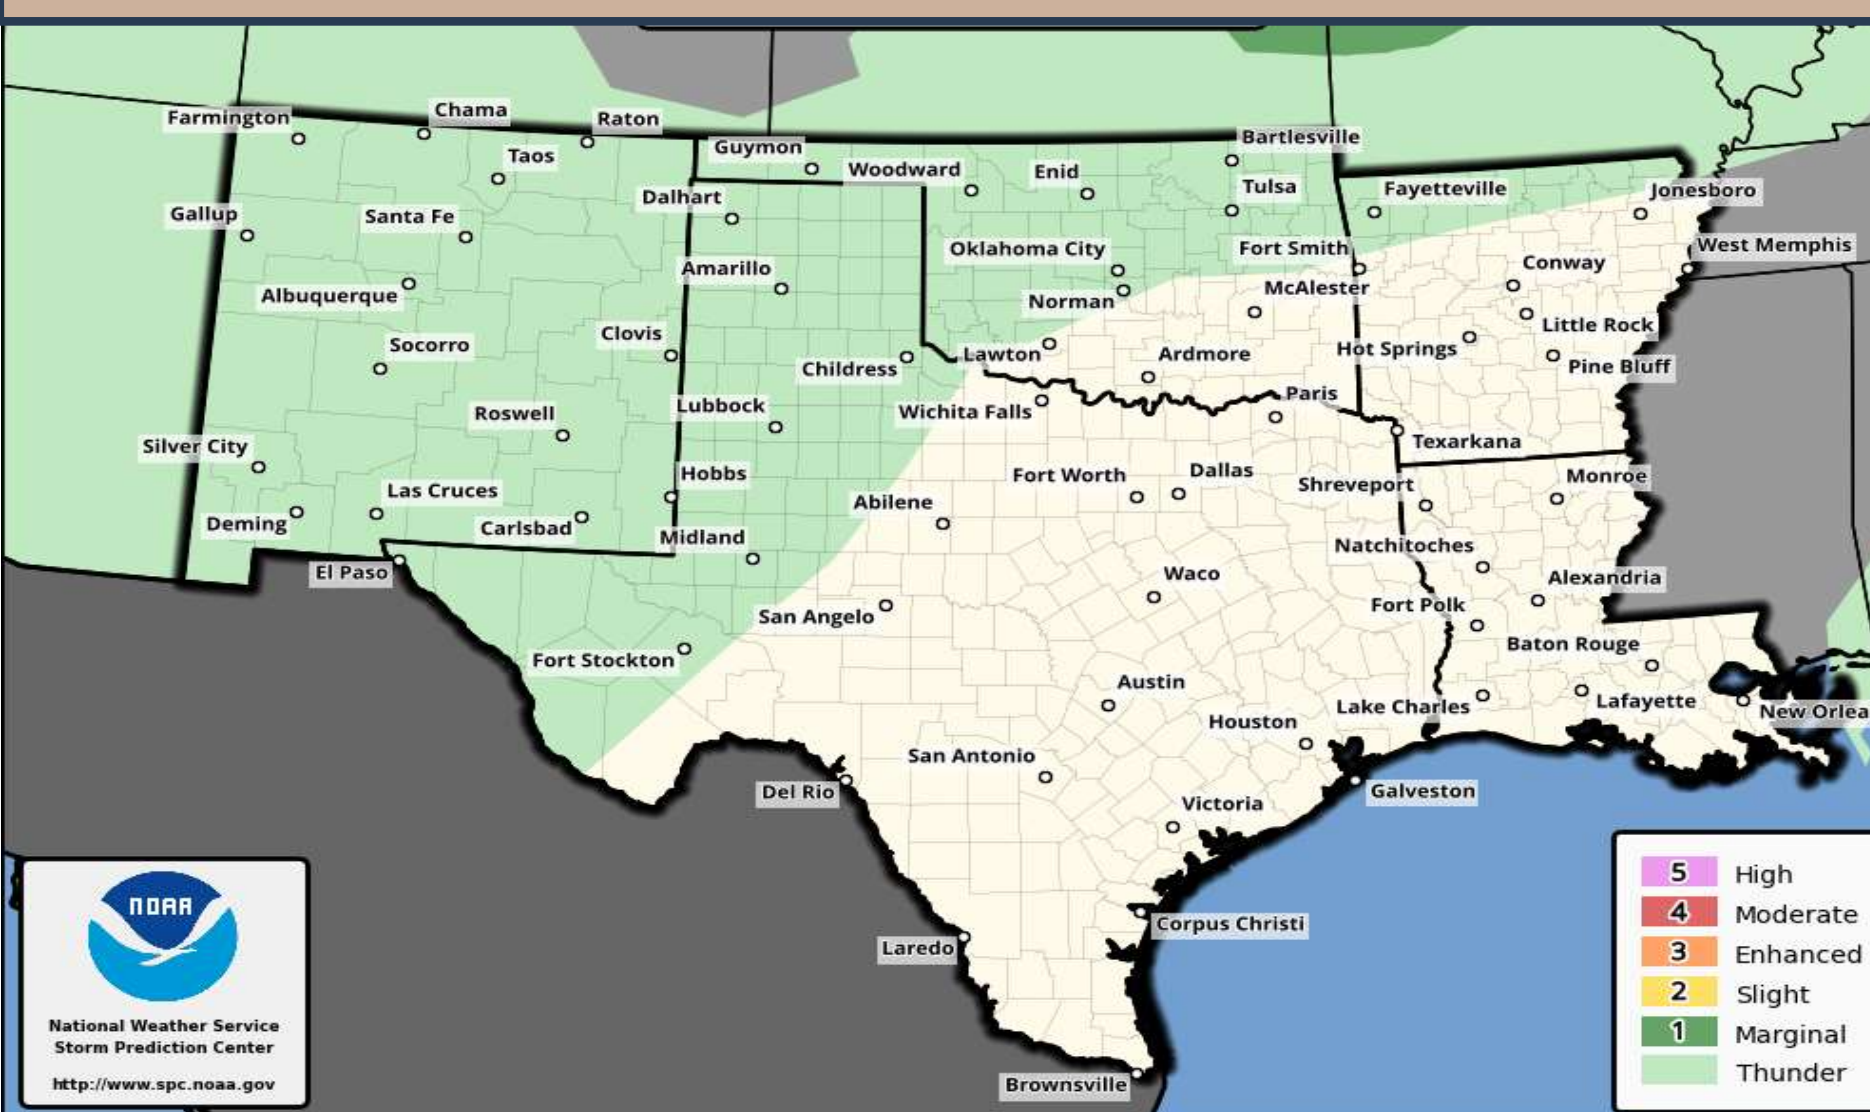 Farmington
Chama
Raton
Taos
Guymon
Woodward
Enid
Bartlesville
Tulsa
Fayetteville
Jonesboro
Dalhart
Gallup
Santa Fe
Oklahoma City
Fort Smith
West Memphis
Conway
Albuquerque
Amarillo
Norman
McAlester
Little Rock
Socorro
Clovis
Childress
Lawton
Ardmore
Hot Springs
Pine Bluff
Roswell
Lubbock
Wichita Falls
Paris
Texarkana
Silver City
Hobbs
Fort Worth
Dallas
Shreveport
Monroe
Las Cruces
Abilene
Deming
Carlsbad
Midland
Natchitoches
El Paso
Waco
Alexandria
San Angelo
Fort Polk
Fort Stockton
Baton Rouge
Austin
Houston
Lake Charles
Lafayette
New Orlea
San Antonio
Del Rio
Victoria
Galveston
Corpus Christi
Laredo
Brownsville
NOAA
National Weather Service
Storm Prediction Center
http://www.spc.noaa.gov
5 High
4 Moderate
3 Enhanced
2 Slight
1 Marginal
Thunder